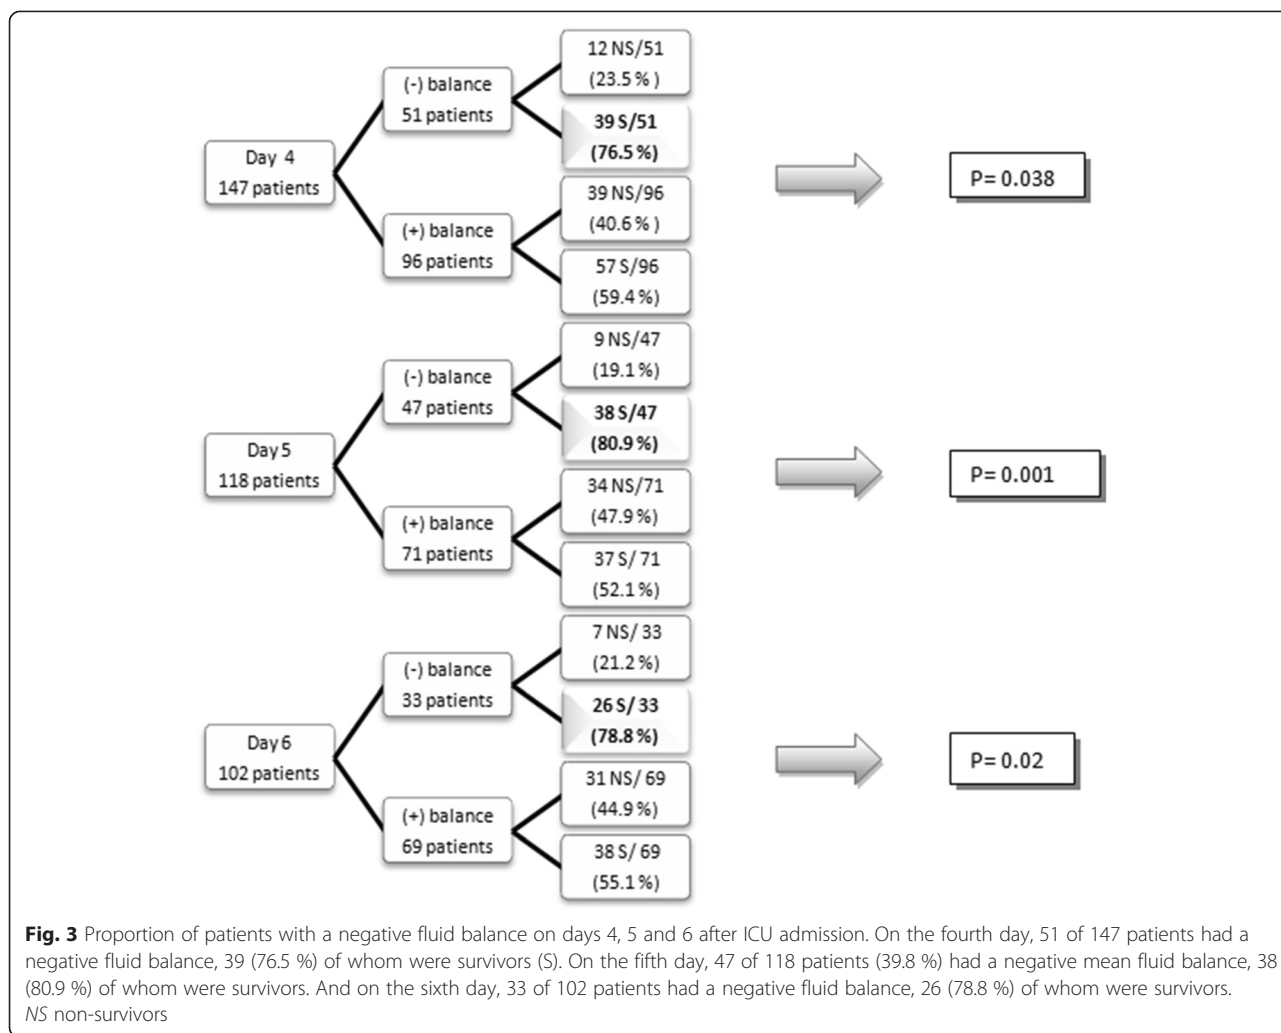 Day 4
147 patients
(-) balance
51 patients
12 NS/51
(23.5 % )
39 S/51
(76.5 %)
(+) balance
96 patients
39 NS/96
(40.6 % )
57 S/96
(59.4 %)
P= 0.038
Day 5
118 patients
(-) balance
47 patients
9 NS/47
(19.1 %)
38 S/47
(80.9 %)
(+) balance
71 patients
34 NS/71
(47.9 %)
37 S/ 71
(52.1 %)
P= 0.001
Day 6
102 patients
(-) balance
33 patients
7 NS/ 33
(21.2 %)
26 S/ 33
(78.8 %)
(+) balance
69 patients
31 NS/ 69
(44.9 %)
38 S/ 69
(55.1 %)
P= 0.02
Fig. 3 Proportion of patients with a negative fluid balance on days 4, 5 and 6 after ICU admission. On the fourth day, 51 of 147 patients had a
negative fluid balance, 39 (76.5 %) of whom were survivors (S). On the fifth day, 47 of 118 patients (39.8 %) had a negative mean fluid balance, 38
(80.9 %) of whom were survivors. And on the sixth day, 33 of 102 patients had a negative fluid balance, 26 (78.8 %) of whom were survivors.
NS non-survivors